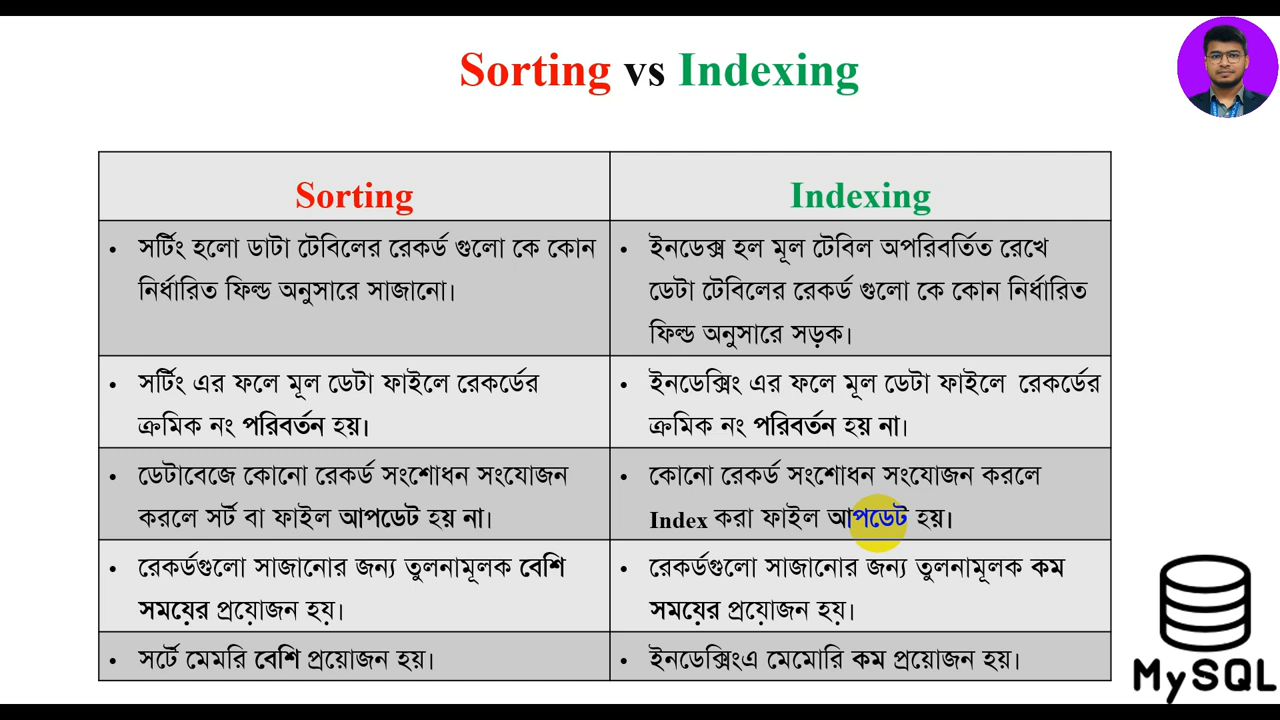 Sorting vs Indexing
Sorting
Indexing
• সর্টিং হলো ডাটা টেবিলের রেকর্ড গুলো কে কোন
নির্ধারিত ফিল্ড অনুসারে সাজানো।
• ইনডেক্স হল মূল টেবিল অপরিবর্তিত রেখে
ডেটা টেবিলের রেকর্ড গুলো কে কোন নির্ধারিত
ফিল্ড অনুসারে সড়ক।
• সর্টিং এর ফলে মূল ডেটা ফাইলে রেকর্ডের
ক্রমিক নং পরিবর্তন হয়।
• ইনডেক্সিং এর ফলে মূল ডেটা ফাইলে রেকর্ডের
ক্রমিক নং পরিবর্তন হয় না।
• ডেটাবেজে কোনো রেকর্ড সংশোধন সংযোজন
করলে সর্ট বা ফাইল আপডেট হয় না।
• কোনো রেকর্ড সংশোধন সংযোজন করলে
Index করা ফাইল আপডেট হয়।
• রেকর্ডগুলো সাজানোর জন্য তুলনামূলক বেশি
সময়ের প্রয়োজন হয়।
• রেকর্ডগুলো সাজানোর জন্য তুলনামূলক কম
সময়ের প্রয়োজন হয়।
• সর্টে মেমরি বেশি প্রয়োজন হয়।
• ইনডেক্সিংএ মেমোরি কম প্রয়োজন হয়।
MySQL